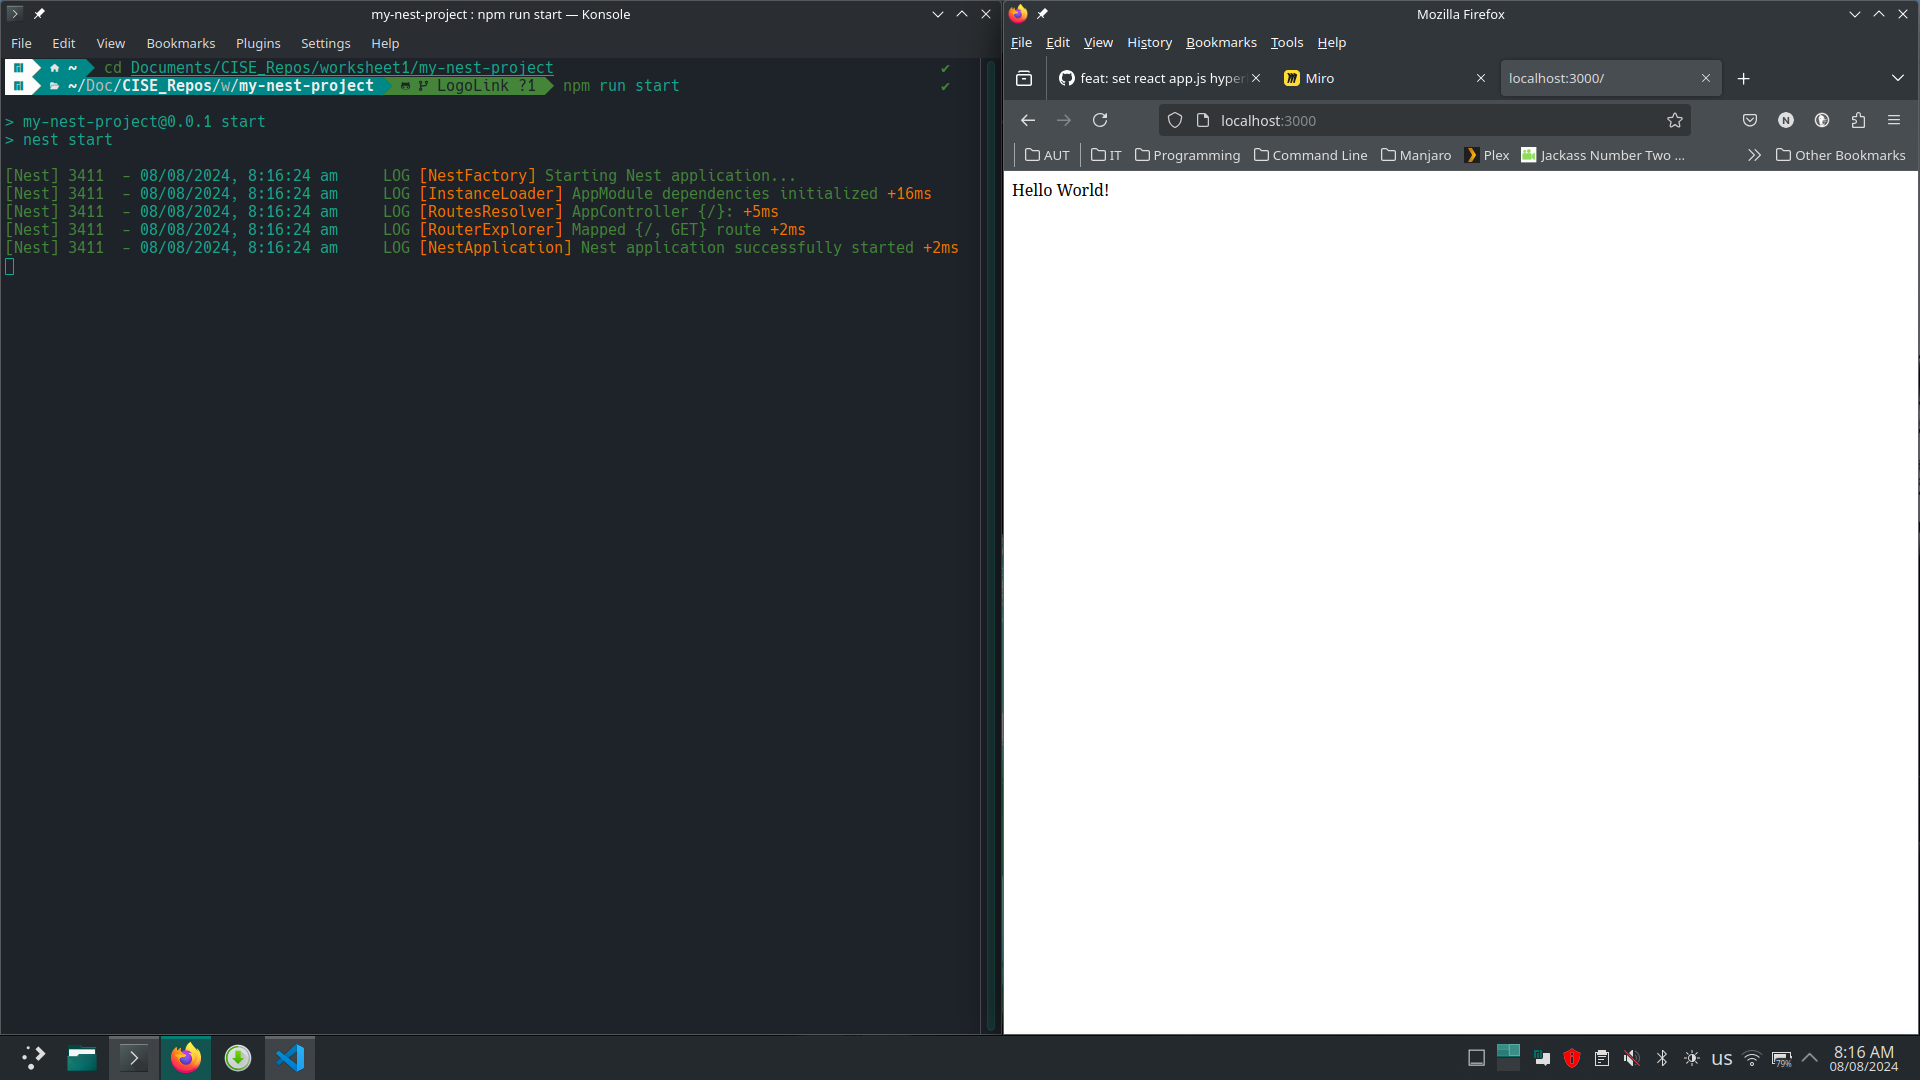 my-nest-project : npm run start — Konsole
File Edit View Bookmarks Plugins Settings Help
~ cd Documents/CISE_Repos/worksheet1/my-nest-project ✔
~/Doc/CISE_Repos/w/my-nest-project LogoLink ?1 npm run start ✔
> my-nest-project@0.0.1 start
> nest start
[Nest] 3411 - 08/08/2024, 8:16:24 am LOG [NestFactory] Starting Nest application...
[Nest] 3411 - 08/08/2024, 8:16:24 am LOG [InstanceLoader] AppModule dependencies initialized +16ms
[Nest] 3411 - 08/08/2024, 8:16:24 am LOG [RoutesResolver] AppController {/}: +5ms
[Nest] 3411 - 08/08/2024, 8:16:24 am LOG [RouterExplorer] Mapped {/, GET} route +2ms
[Nest] 3411 - 08/08/2024, 8:16:24 am LOG [NestApplication] Nest application successfully started +2ms
Mozilla Firefox
File Edit View History Bookmarks Tools Help
feat: set react app.js hyper
Miro
localhost:3000/
localhost:3000
N
AUT IT Programming Command Line Manjaro Plex Jackass Number Two ... Other Bookmarks
Hello World!
us
79%
8:16 AM
08/08/2024